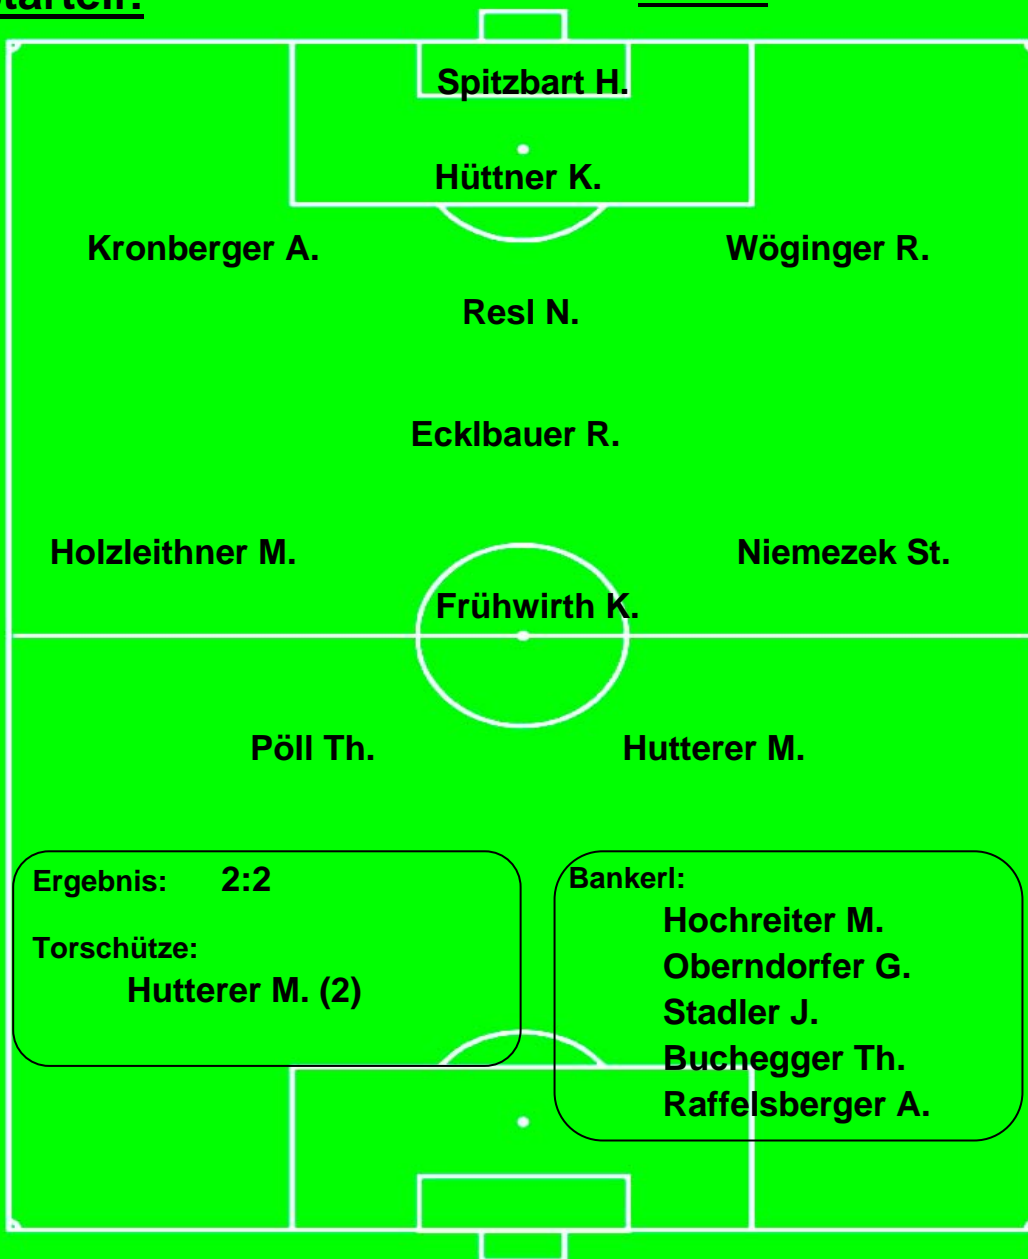 Spitzbart H.
Hüttner K.
Kronberger A.
Wöginger R.
Resl N.
Ecklbauer R.
Holzleithner M.
Niemezek St.
Frühwirth K.
Pöll Th.
Hutterer M.
Ergebnis: 2:2
Torschütze:
Hutterer M. (2)
Bankerl:
Hochreiter M.
Oberndorfer G.
Stadler J.
Buchegger Th.
Raffelsberger A.